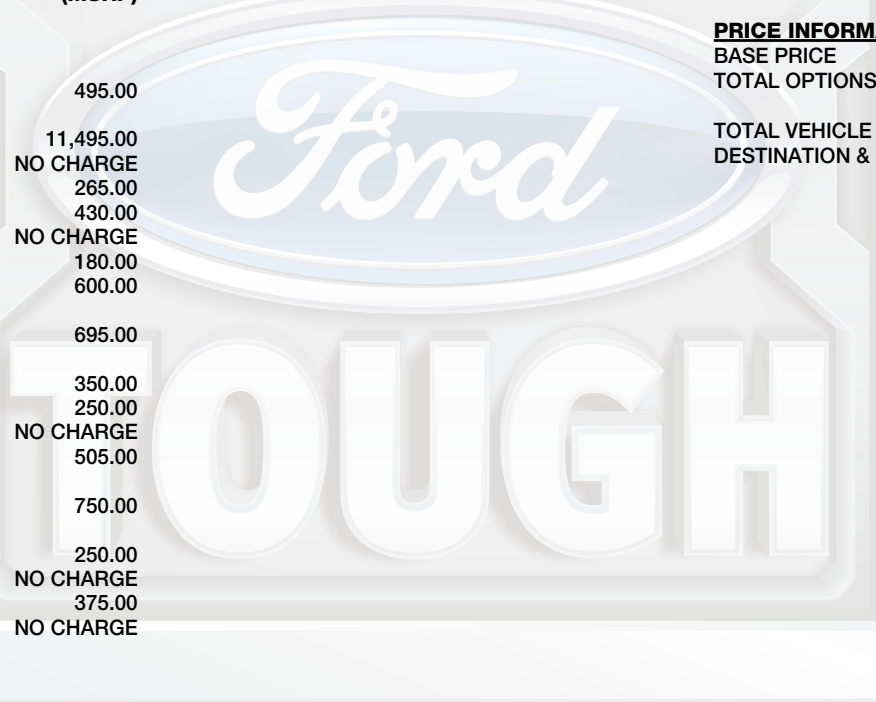 495.00
11,495.00
NO CHARGE
265.00
430.00
NO CHARGE
180.00
600.00
695.00
350.00
250.00
NO CHARGE
505.00
750.00
250.00
NO CHARGE
375.00
NO CHARGE
PRICE INFORMA
BASE PRICE
TOTAL OPTIONS
TOTAL VEHICLE
DESTINATION &
Ford
TOUGH